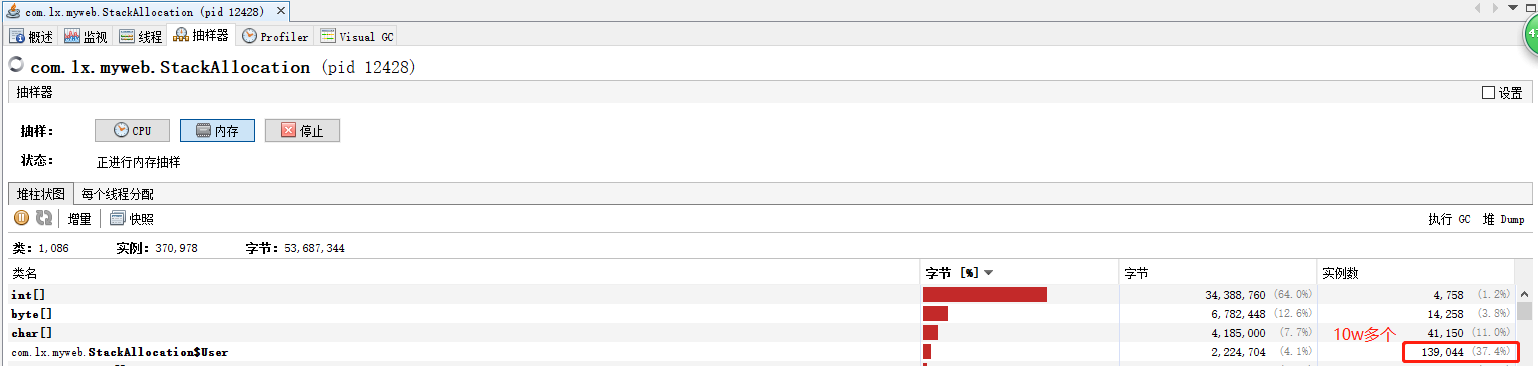 com.lx.myweb.StackAllocation (pid 12428)
概述 监视 线程 抽样器 Profiler Visual GC
com.lx.myweb.StackAllocation (pid 12428)
抽样器 设置
抽样： CPU 内存 停止
状态： 正进行内存抽样
堆柱状图 每个线程分配
增量 快照 执行 GC 堆 Dump
类：1,086 实例：370,978 字节：53,687,344
类名 字节 [%] 字节 实例数
int[] 34,388,760 (64.0%) 4,758 (1.2%)
byte[] 6,782,448 (12.6%) 14,258 (3.8%)
char[] 4,185,000 (7.7%) 41,150 (11.0%)
10w多个
com.lx.myweb.StackAllocation$User 2,224,704 (4.1%) 139,044 (37.4%)